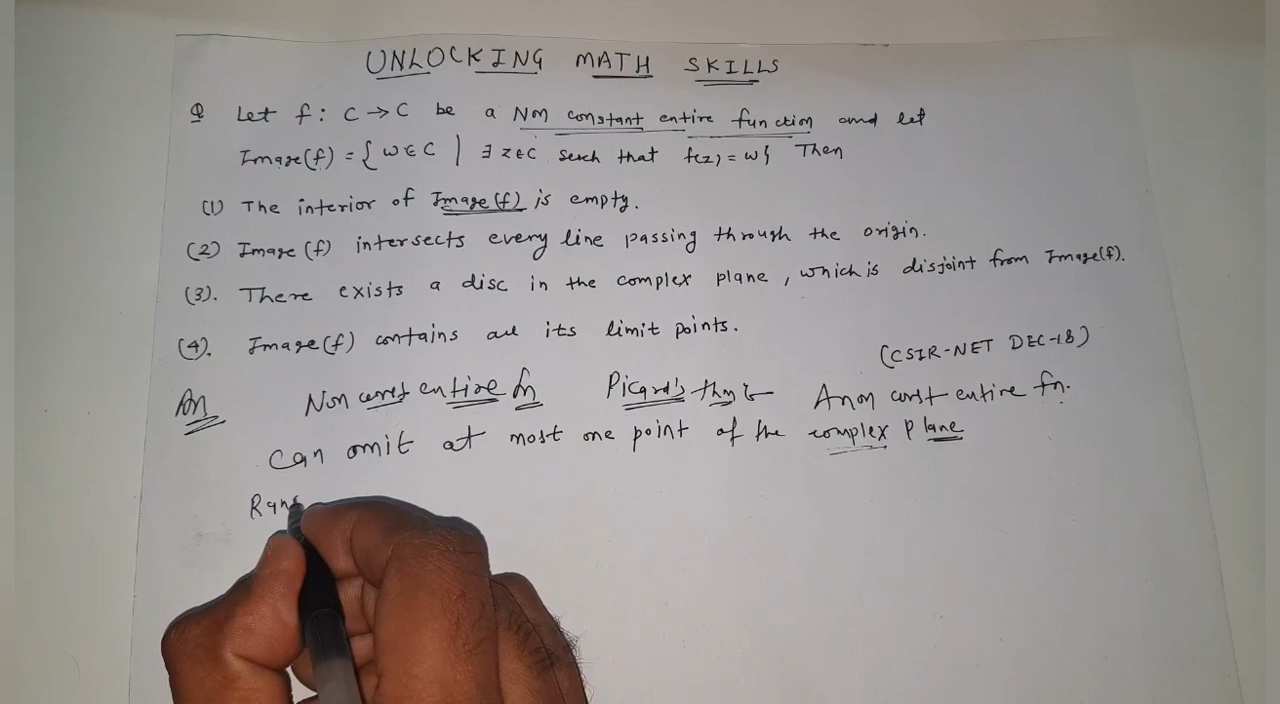 UNLOCKING MATH SKILLS
Q Let f: C → C be a Non constant entire function and let
Image(f) = { w ∈ C | ∃ z ∈ C such that f(z) = w } Then
(1) The interior of Image (f) is empty.
(2) Image (f) intersects every line passing through the origin.
(3). There exists a disc in the complex plane, which is disjoint from Image(f).
(4). Image (f) contains all its limit points.
(CSIR-NET DEC-18)
An Non const entire fn Picard's thm :- A non const entire fn.
can omit at most one point of the complex plane
Rang